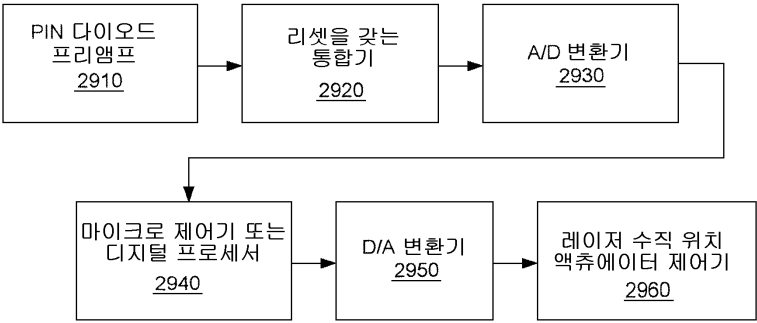 PIN 다이오드
프리앰프
2910
리셋을 갖는
통합기
2920
A/D 변환기
2930
마이크로 제어기 또는
디지털 프로세서
2940
D/A 변환기
2950
레이저 수직 위치
액츄에이터 제어기
2960